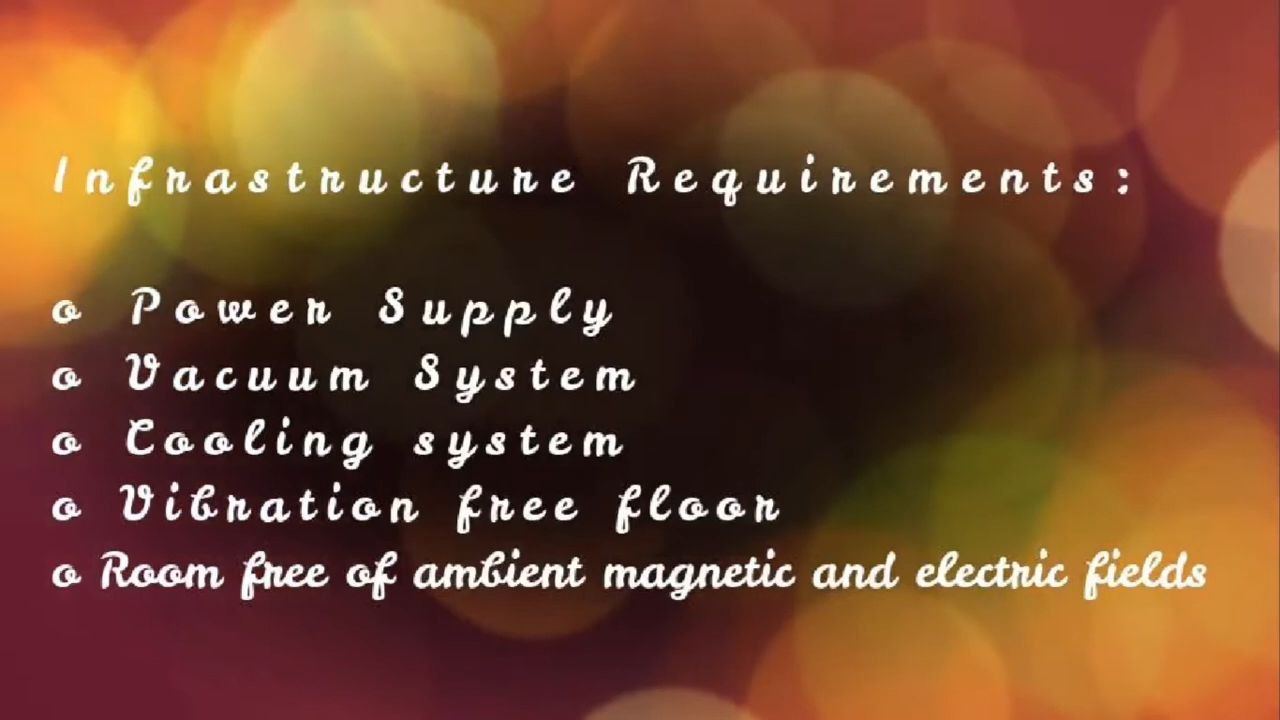 Infrastructure Requirements:
o Power Supply
o Vacuum System
o Cooling system
o Vibration free floor
o Room free of ambient magnetic and electric fields